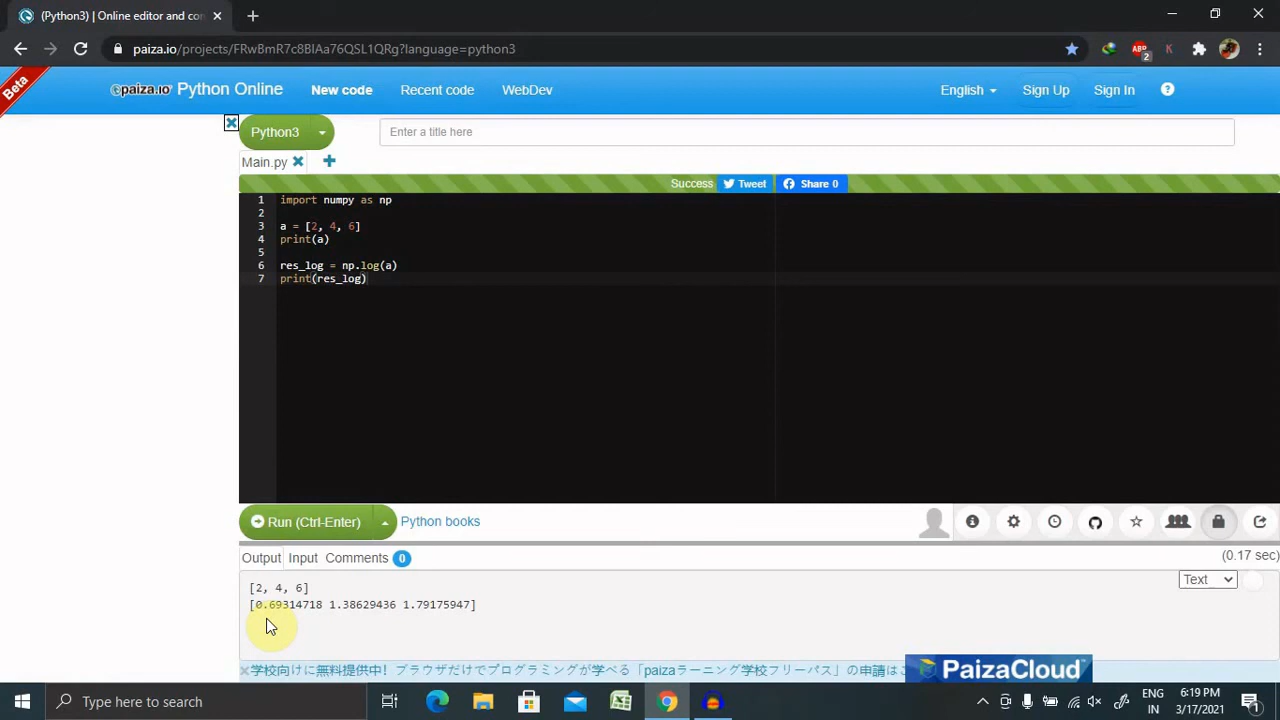 (Python3) | Online editor and con
paiza.io/projects/FRwBmR7c8BlAa76QSL1QRg?language=python3
2
Beta
paiza.io Python Online New code Recent code WebDev English Sign Up Sign In
Python3 Enter a title here
Main.py
Success Tweet Share 0
1 import numpy as np
2
3 a = [2, 4, 6]
4 print(a)
5
6 res_log = np.log(a)
7 print(res_log)
Run (Ctrl-Enter) Python books
Output Input Comments 0 (0.17 sec)
[2, 4, 6]
[0.69314718 1.38629436 1.79175947]
Text
学校向けに無料提供中! ブラウザだけでプログラミングが学べる「paizaラーニング学校フリーパス」の申請は
PaizaCloud
Type here to search
ENG
IN
6:19 PM
3/17/2021
1